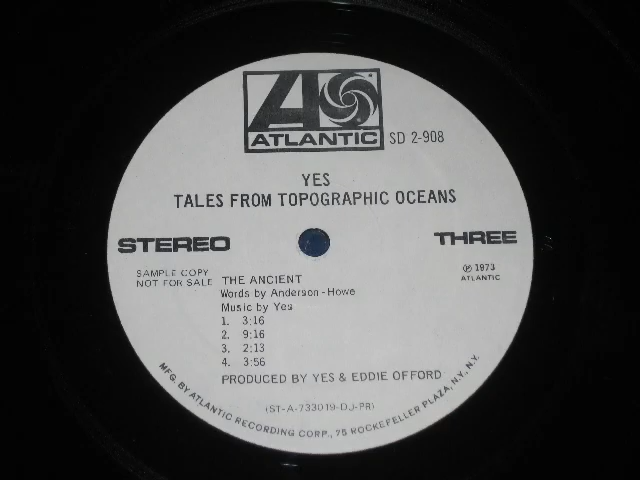 ATLANTIC
SD 2-908
YES
TALES FROM TOPOGRAPHIC OCEANS
STEREO
THREE
SAMPLE COPY
NOT FOR SALE
℗ 1973
ATLANTIC
THE ANCIENT
Words by Anderson-Howe
Music by Yes
1. 3:16
2. 9:16
3. 2:13
4. 3:56
PRODUCED BY YES & EDDIE OFFORD
(ST-A-733019-DJ-PR)
MFG. BY ATLANTIC RECORDING CORP., 75 ROCKEFELLER PLAZA, N.Y. N.Y.